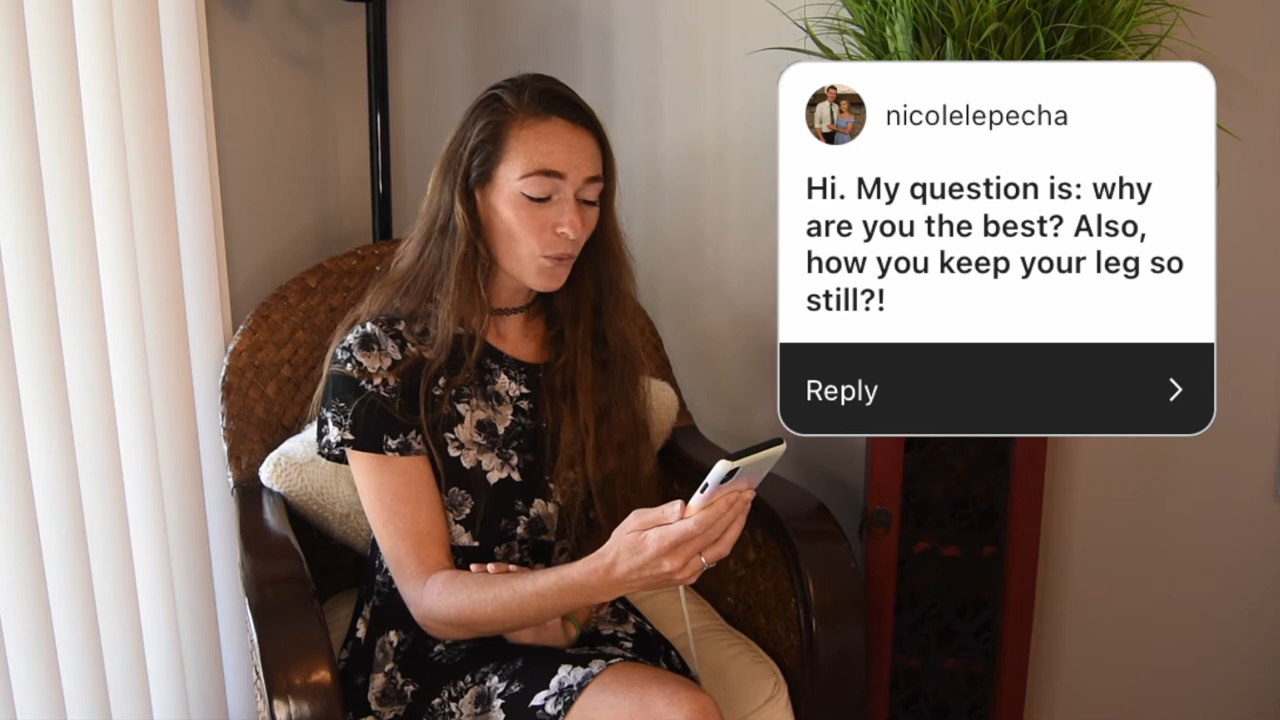 nicolelepecha
Hi. My question is: why
are you the best? Also,
how you keep your leg so
still?!
Reply